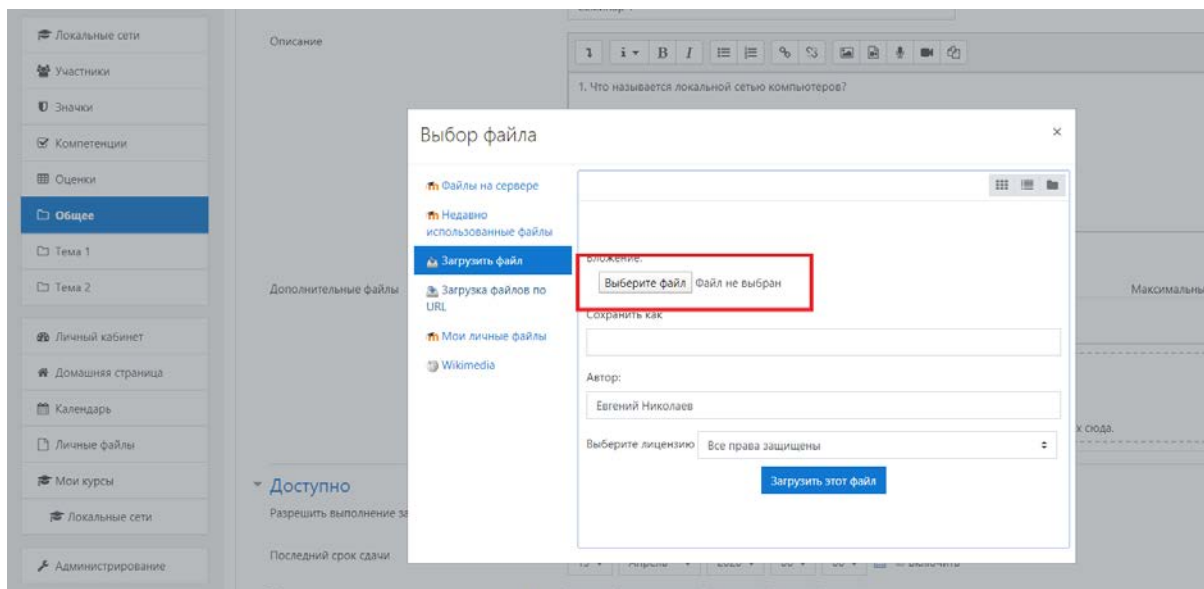 Локальные сети
Участники
Значки
Компетенции
Оценки
Общее
Тема 1
Тема 2
Личный кабинет
Домашняя страница
Календарь
Личные файлы
Мои курсы
Локальные сети
Администрирование
Описание
1. Что называется локальной сетью компьютеров?
Дополнительные файлы
Максимальны
х сюда.
Доступно
Разрешить выполнение за
Последний срок сдачи
Выбор файла
×
Файлы на сервере
Недавно
использованные файлы
Загрузить файл
Загрузка файлов по
URL
Мои личные файлы
Wikimedia
Вложение:
Выберите файл Файл не выбран
Сохранить как
Автор:
Евгений Николаев
Выберите лицензию Все права защищены
Загрузить этот файл